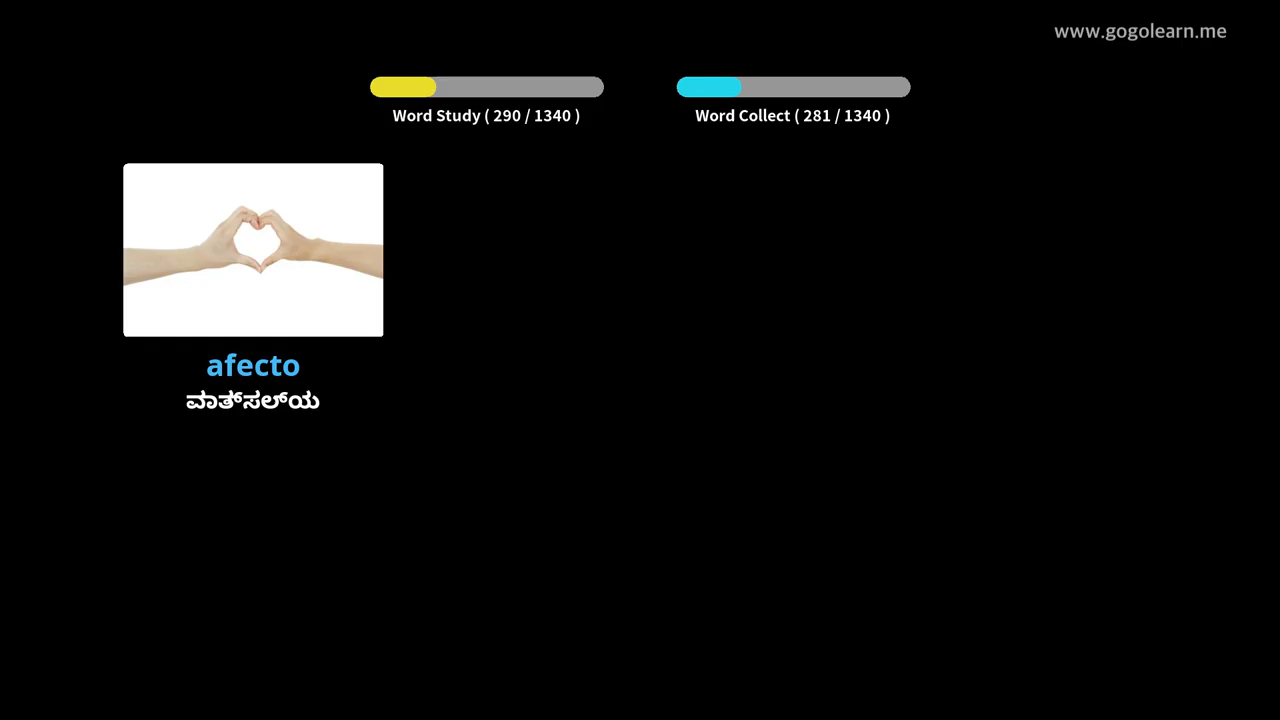 www.gogolearn.me
Word Study ( 290 / 1340 )
Word Collect ( 281 / 1340 )
afecto
ವಾತ್‌ಸಲ್‌ಯ